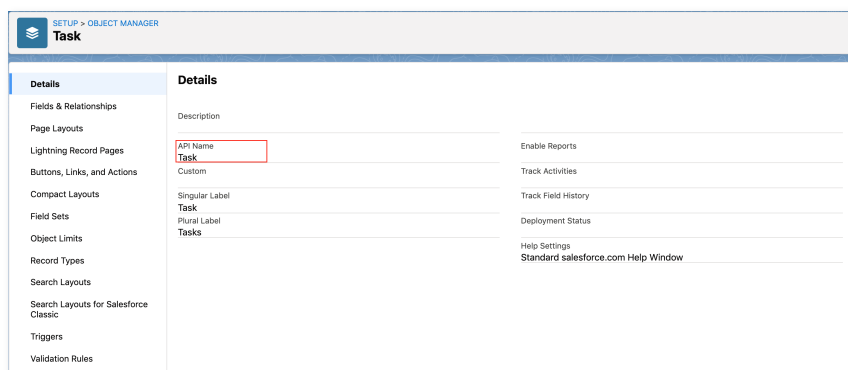 SETUP > OBJECT MANAGER
Task
Details
Fields & Relationships
Page Layouts
Lightning Record Pages
Buttons, Links, and Actions
Compact Layouts
Field Sets
Object Limits
Record Types
Search Layouts
Search Layouts for Salesforce
Classic
Triggers
Validation Rules
Details
Description
API Name
Task
Custom
Singular Label
Task
Plural Label
Tasks
Enable Reports
Track Activities
Track Field History
Deployment Status
Help Settings
Standard salesforce.com Help Window